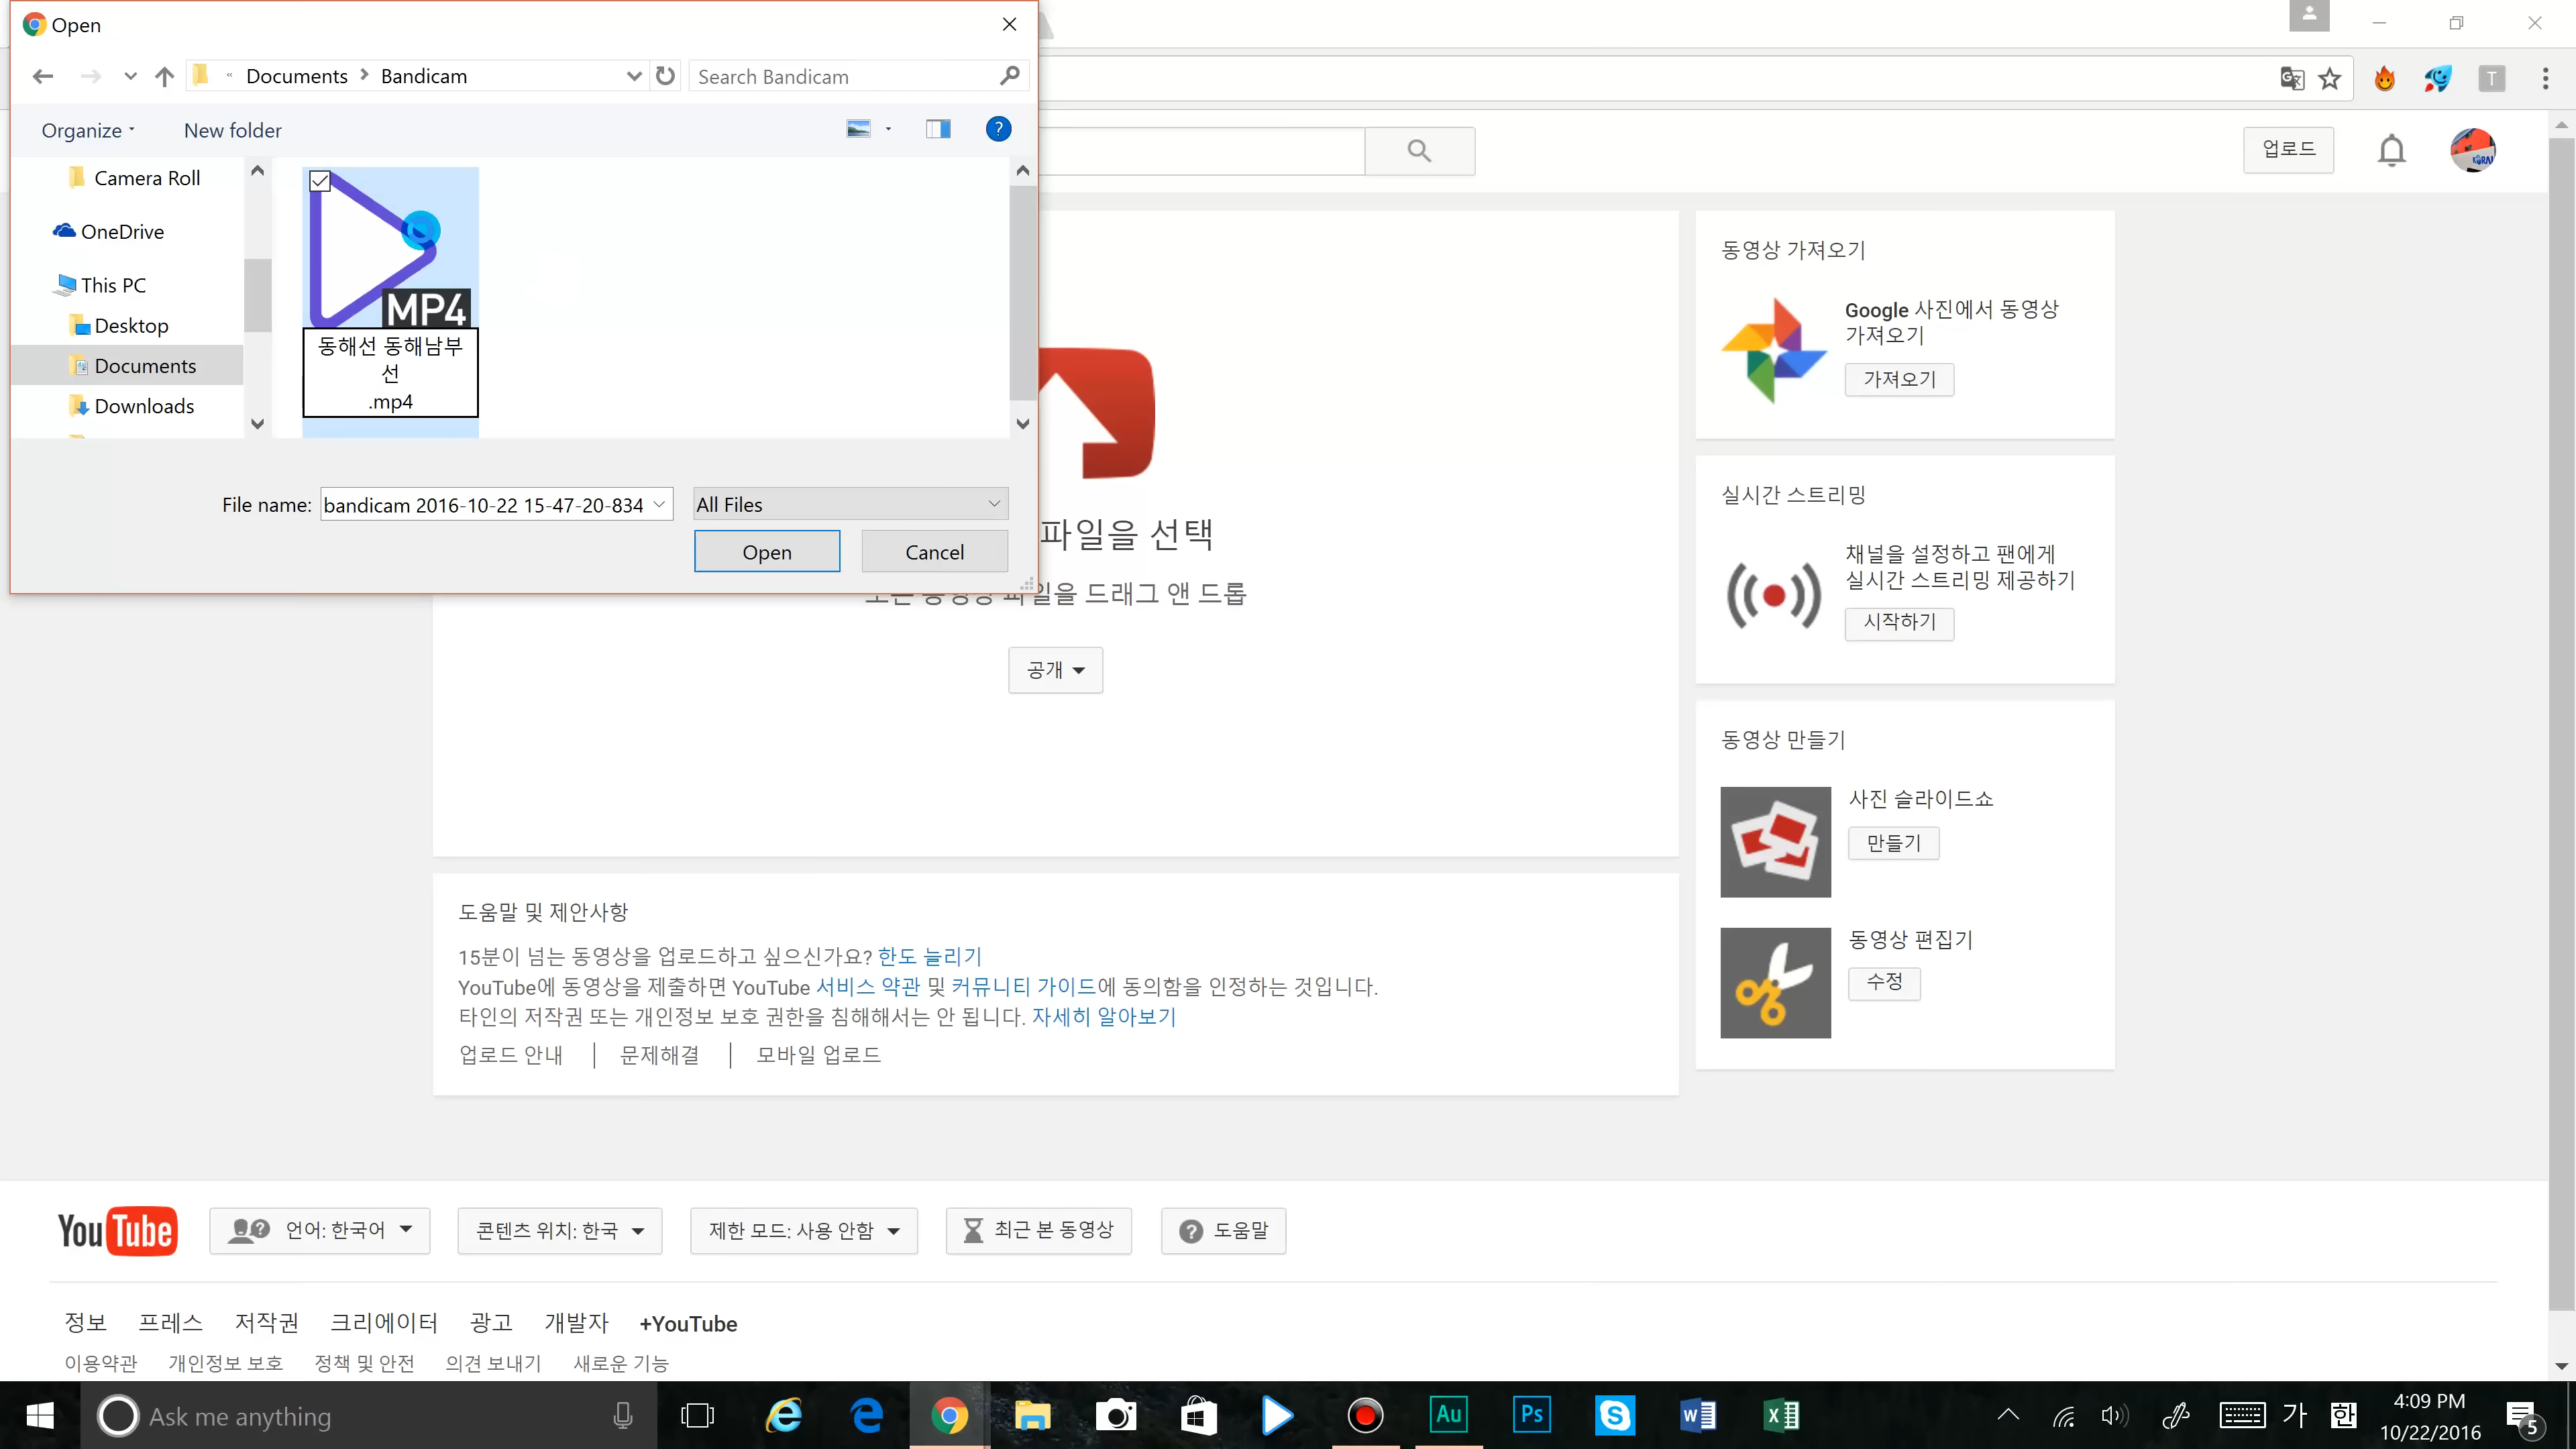 Open
« Documents > Bandicam
Search Bandicam
Organize
New folder
Camera Roll
OneDrive
This PC
Desktop
Documents
Downloads
MP4
동해선 동해남부
선
.mp4
File name: bandicam 2016-10-22 15-47-20-834
All Files
Open
Cancel
T
업로드
KORAI
파일을 선택
파일을 드래그 앤 드롭
공개
동영상 가져오기
Google 사진에서 동영상
가져오기
가져오기
실시간 스트리밍
채널을 설정하고 팬에게
실시간 스트리밍 제공하기
시작하기
동영상 만들기
사진 슬라이드쇼
만들기
동영상 편집기
수정
도움말 및 제안사항
15분이 넘는 동영상을 업로드하고 싶으신가요? 한도 늘리기
YouTube에 동영상을 제출하면 YouTube 서비스 약관 및 커뮤니티 가이드에 동의함을 인정하는 것입니다.
타인의 저작권 또는 개인정보 보호 권한을 침해해서는 안 됩니다. 자세히 알아보기
업로드 안내 | 문제해결 | 모바일 업로드
YouTube
언어: 한국어
콘텐츠 위치: 한국
제한 모드: 사용 안함
최근 본 동영상
도움말
정보 프레스 저작권 크리에이터 광고 개발자 +YouTube
이용약관 개인정보 보호 정책 및 안전 의견 보내기 새로운 기능
Ask me anything
Au
Ps
가
한
4:09 PM
10/22/2016
5